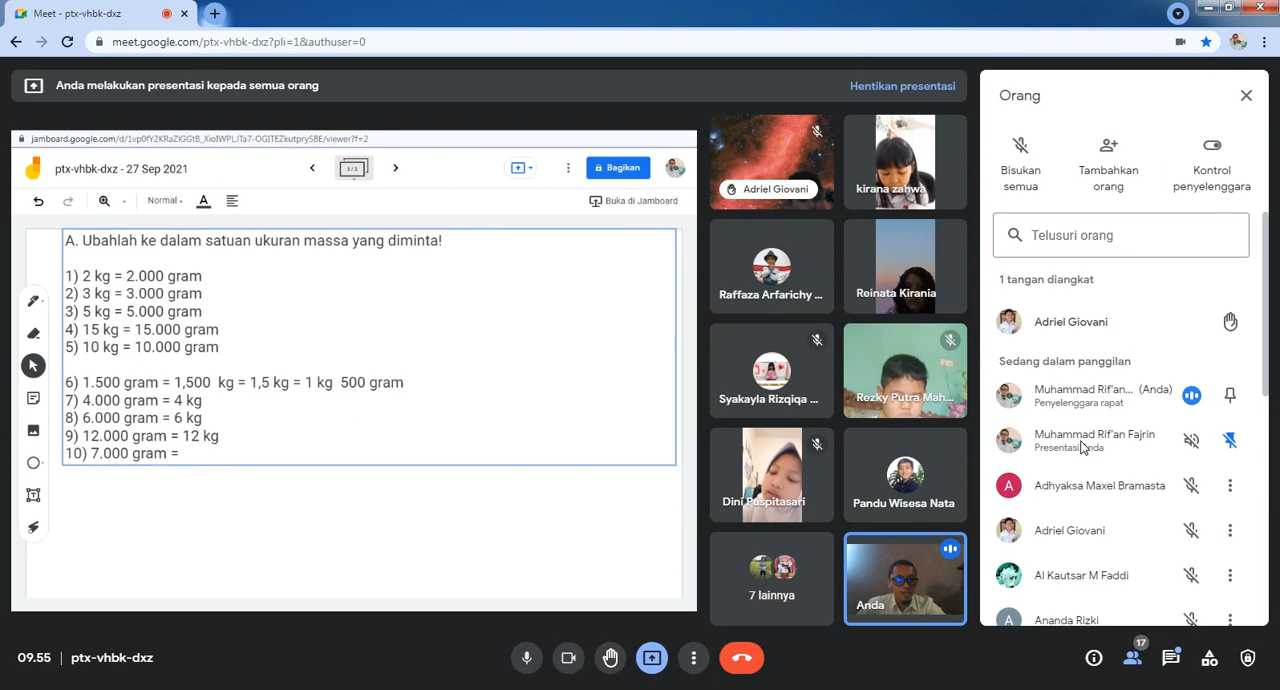 Meet - ptx-vhbk-dxz
meet.google.com/ptx-vhbk-dxz?pli=1&authuser=0
Anda melakukan presentasi kepada semua orang
Hentikan presentasi
ptx-vhbk-dxz - 27 Sep 2021
3/3
Bagikan
Normal
Buka di Jamboard
A. Ubahlah ke dalam satuan ukuran massa yang diminta!
1) 2 kg = 2.000 gram
2) 3 kg = 3.000 gram
3) 5 kg = 5.000 gram
4) 15 kg = 15.000 gram
5) 10 kg = 10.000 gram
6) 1.500 gram = 1,500 kg = 1,5 kg = 1 kg 500 gram
7) 4.000 gram = 4 kg
8) 6.000 gram = 6 kg
9) 12.000 gram = 12 kg
10) 7.000 gram =
Adriel Giovani
kirana zahwa
Raffaza Arfarichy ...
Reinata Kirania
Syakayla Rizqiqa ...
Rezky Putra Mah...
Dini Puspitasari
Pandu Wisesa Nata
7 lainnya
Anda
Orang
Bisukan semua
Tambahkan orang
Kontrol penyelenggara
Telusuri orang
1 tangan diangkat
Adriel Giovani
Sedang dalam panggilan
Muhammad Rif'an... (Anda)
Penyelenggara rapat
Muhammad Rif'an Fajrin
Presentasi Anda
A
Adhyaksa Maxel Bramasta
Adriel Giovani
Al Kautsar M Faddi
A
Ananda Rizki
09.55 | ptx-vhbk-dxz
17